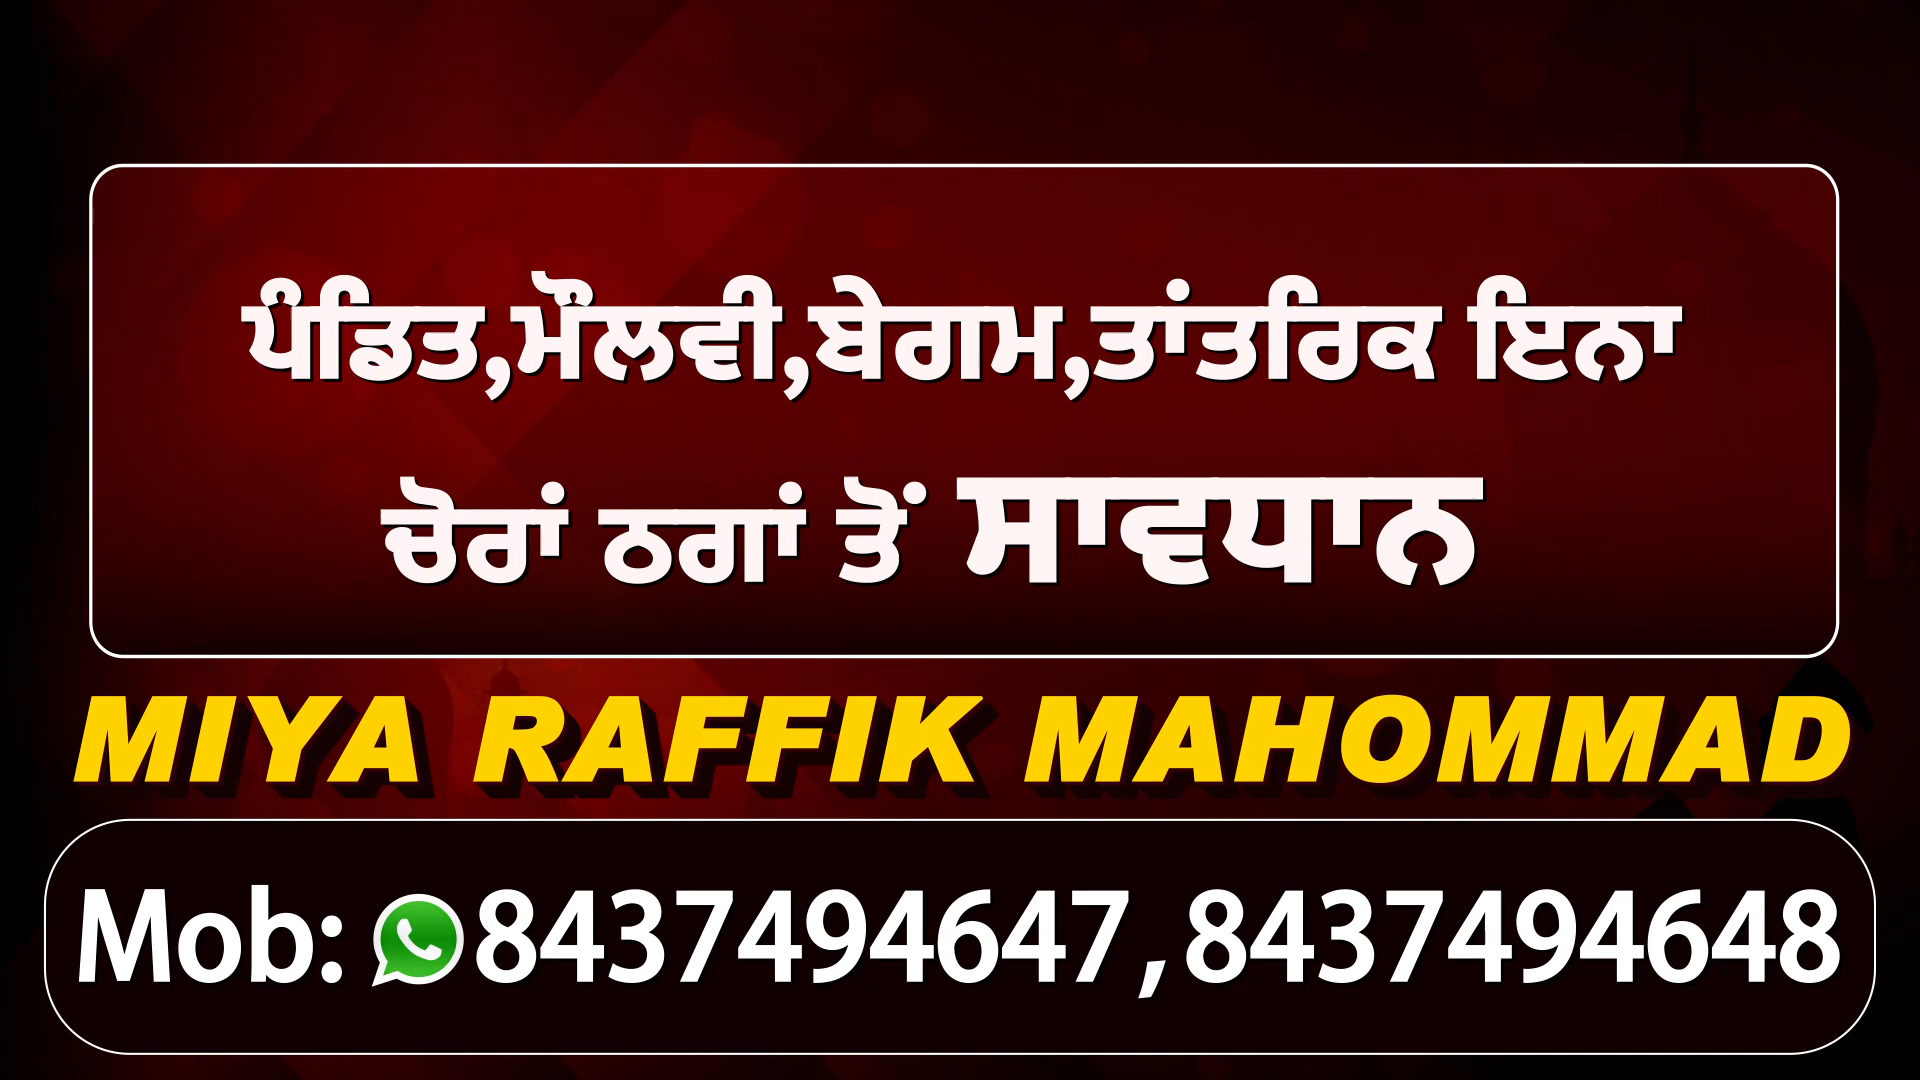 ਪੰਡਿਤ,ਮੌਲਵੀ,ਬੇਗਮ,ਤਾਂਤਰਿਕ ਇਨਾ
ਚੋਰਾਂ ਠਗਾਂ ਤੋਂ ਸਾਵਧਾਨ
MIYA RAFFIK MAHOMMAD
Mob: 8437494647, 8437494648